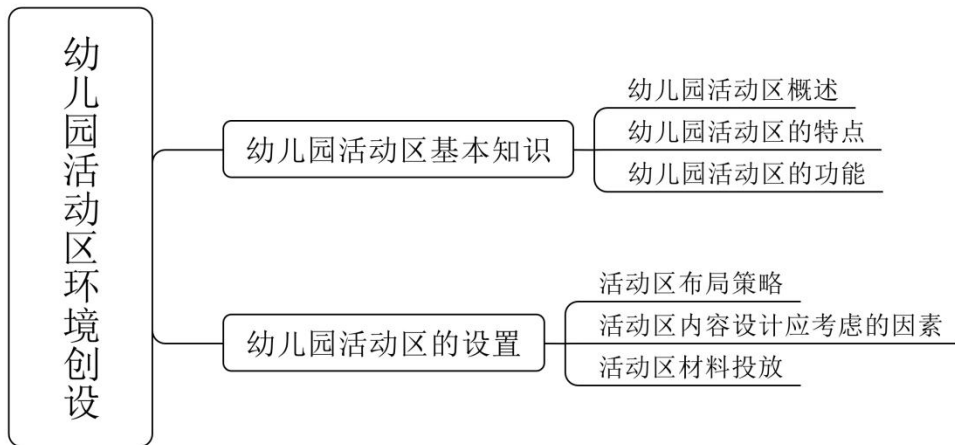 幼儿园活动区环境创设
幼儿园活动区基本知识
幼儿园活动区概述
幼儿园活动区的特点
幼儿园活动区的功能
幼儿园活动区的设置
活动区布局策略
活动区内容设计应考虑的因素
活动区材料投放